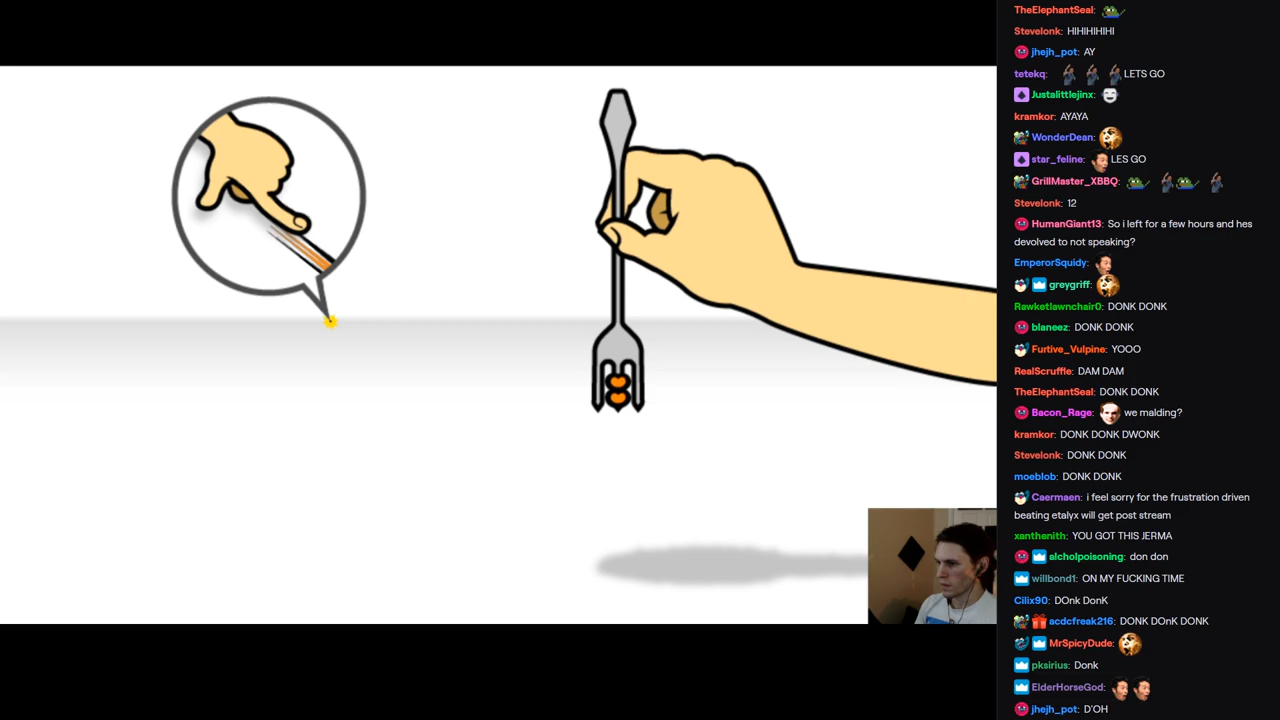 TheElephantSeal:
Stevelonk: HIHIHIHIHI
jhejh_pot: AY
tetekq: LETS GO
Justalittlejinx:
kramkor: AYAYA
WonderDean:
star_feline: LES GO
GrillMaster_XBBQ:
Stevelonk: 12
HumanGiant13: So i left for a few hours and hes
devolved to not speaking?
EmperorSquidy:
greygriff:
Rawketlawnchair0: DONK DONK
blaneez: DONK DONK
Furtive_Vulpine: YOOO
RealScruffle: DAM DAM
TheElephantSeal: DONK DONK
Bacon_Rage: we malding?
kramkor: DONK DONK DWONK
Stevelonk: DONK DONK
moeblob: DONK DONK
Caermaen: i feel sorry for the frustration driven
beating etalyx will get post stream
xanthenith: YOU GOT THIS JERMA
alcholpoisoning: don don
willbond1: ON MY FUCKING TIME
Cilix90: DOnk DonK
acdcfreak216: DONK DOnK DONK
MrSpicyDude:
pksirius: Donk
ElderHorseGod:
jhejh_pot: D'OH